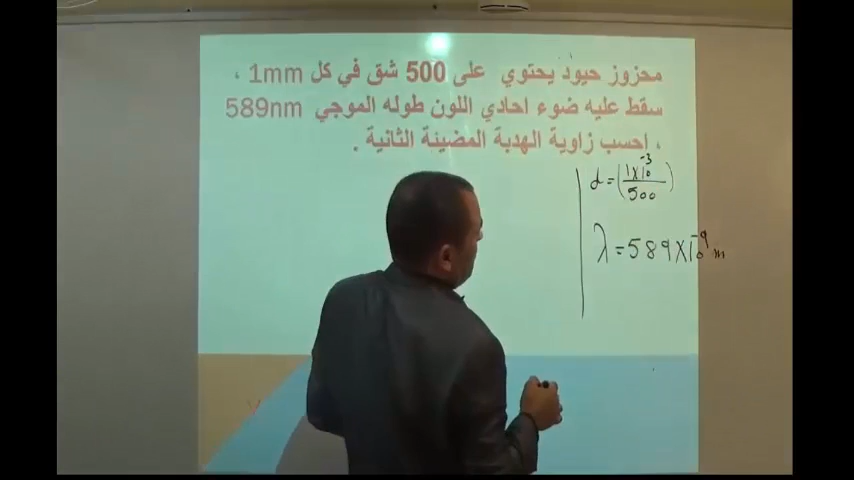 محزوز حيود يحتوي على 500 شق في كل 1mm ،
سقط عليه ضوء احادي اللون طوله الموجي 589nm
، احسب زاوية الهدبة المضيئة الثانية .
d = (1×10^-3 / 500)
λ = 589×10^-9 m